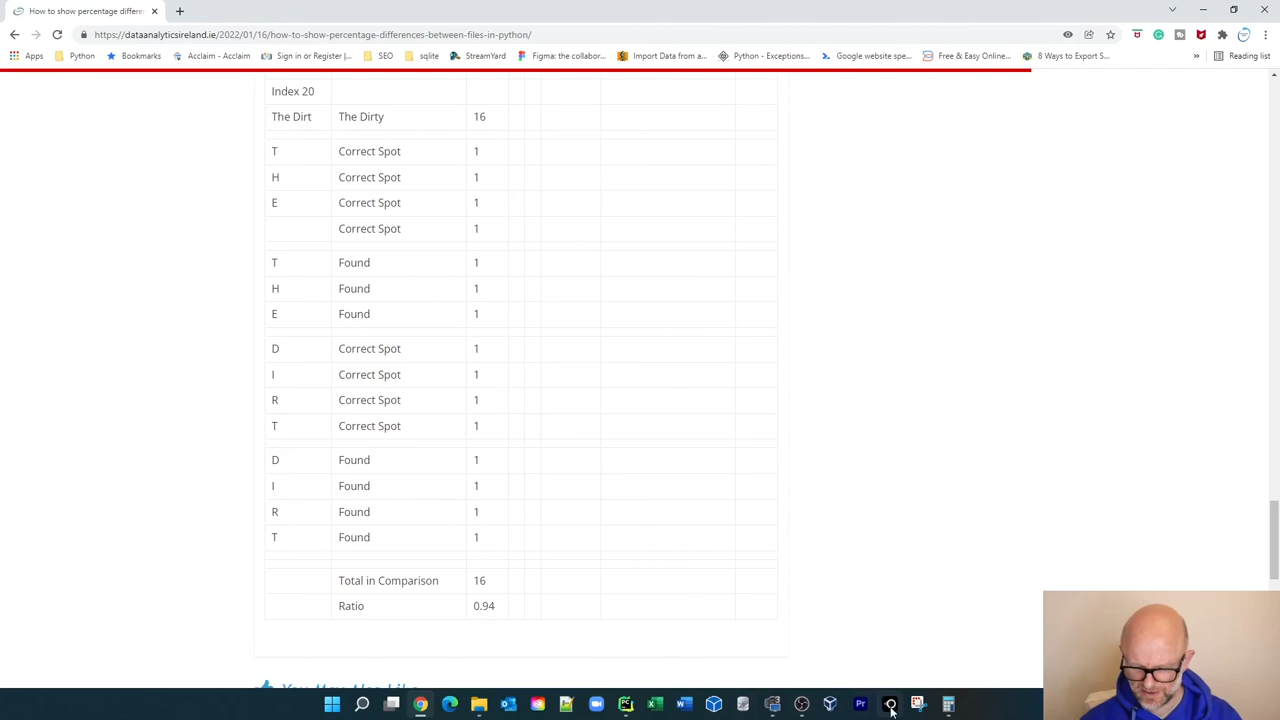 How to show percentage differe
https://dataanalyticsireland.ie/2022/01/16/how-to-show-percentage-differences-between-files-in-python/
Apps Python Bookmarks Acclaim - Acclaim Sign in or Register |... SEO sqlite StreamYard Figma: the collabor... Import Data from a... Python - Exceptions... Google website spe... Free & Easy Online... 8 Ways to Export S... » Reading list
Index 20
The Dirt The Dirty 16
T Correct Spot 1
H Correct Spot 1
E Correct Spot 1
Correct Spot 1
T Found 1
H Found 1
E Found 1
D Correct Spot 1
I Correct Spot 1
R Correct Spot 1
T Correct Spot 1
D Found 1
I Found 1
R Found 1
T Found 1
Total in Comparison 16
Ratio 0.94
You May Also Like
Pr